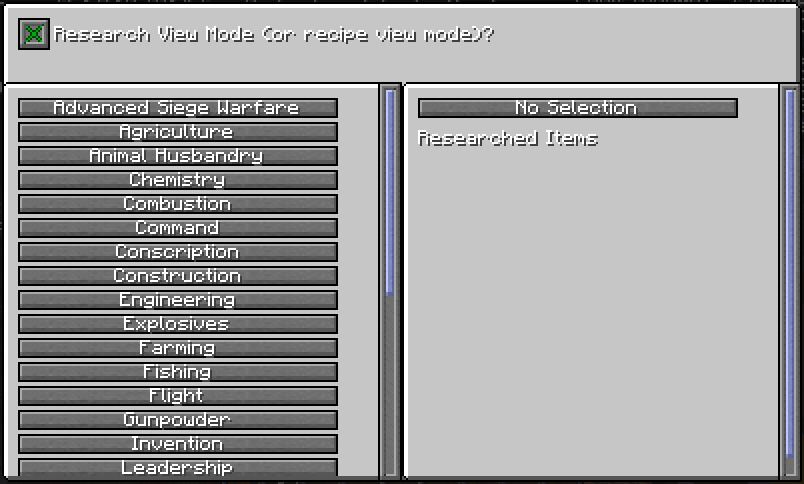 Research View Mode (or recipe view mode)?
Advanced Siege Warfare
Agriculture
Animal Husbandry
Chemistry
Combustion
Command
Conscription
Construction
Engineering
Explosives
Farming
Fishing
Flight
Gunpowder
Invention
Leadership
No Selection
Researched Items